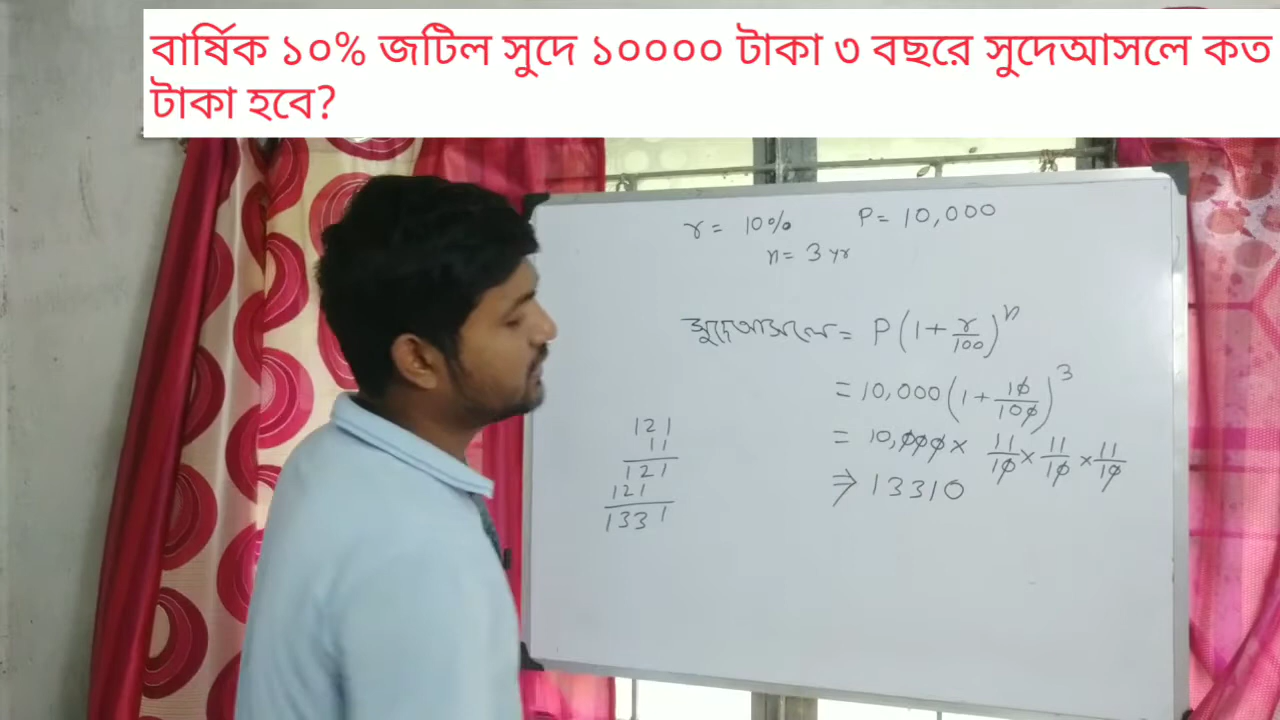 বার্ষিক ১০% জটিল সুদে ১০০০০ টাকা ৩ বছরে সুদেআসলে কত
টাকা হবে?
r = 10% P = 10,000
n = 3 yr
সুদেআসলে = P(1+r/100)^n
= 10,000(1+10/100)^3
= 10,000 × 11/10 × 11/10 × 11/10
⇒ 13310
121
11
121
121
1331